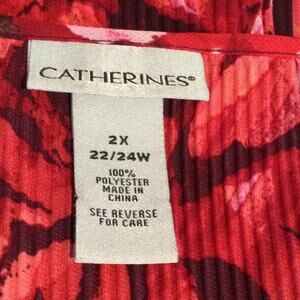 CATHERINES®
2X
22/24W
100%
POLYESTER
MADE IN
CHINA
SEE REVERSE
FOR CARE